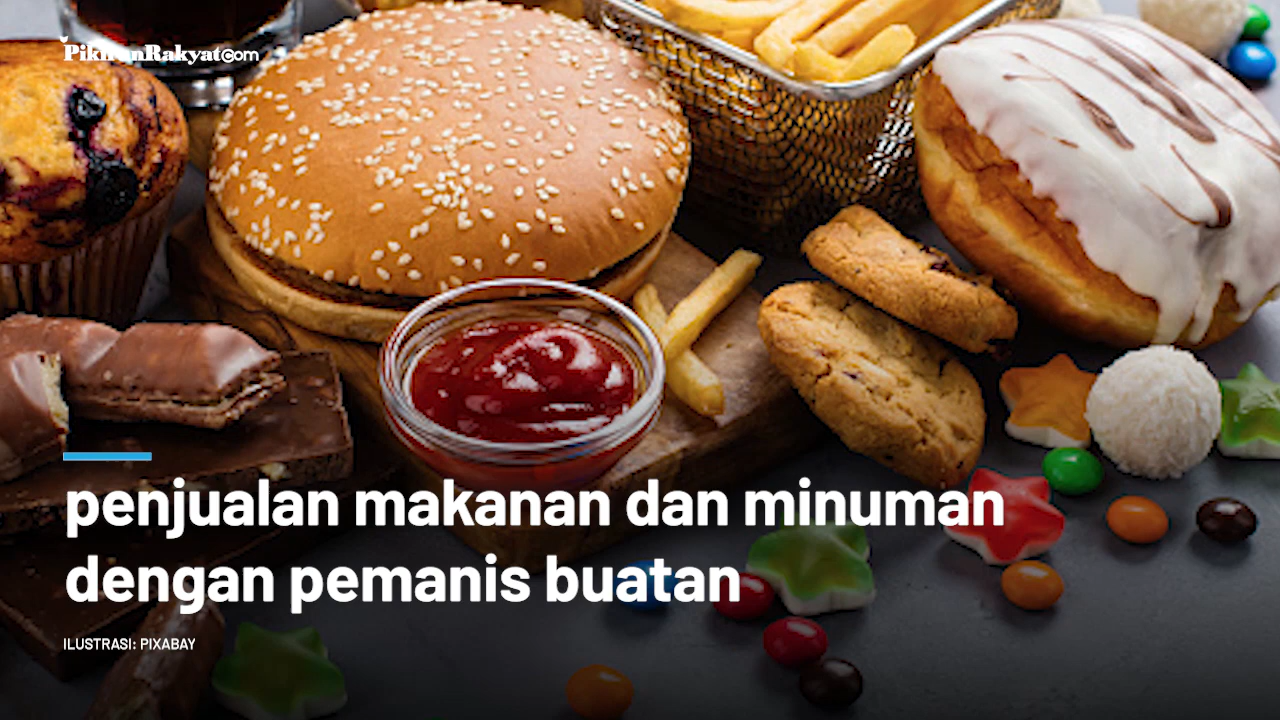 PikiranRakyat.com
penjualan makanan dan minuman
dengan pemanis buatan
ILUSTRASI: PIXABAY